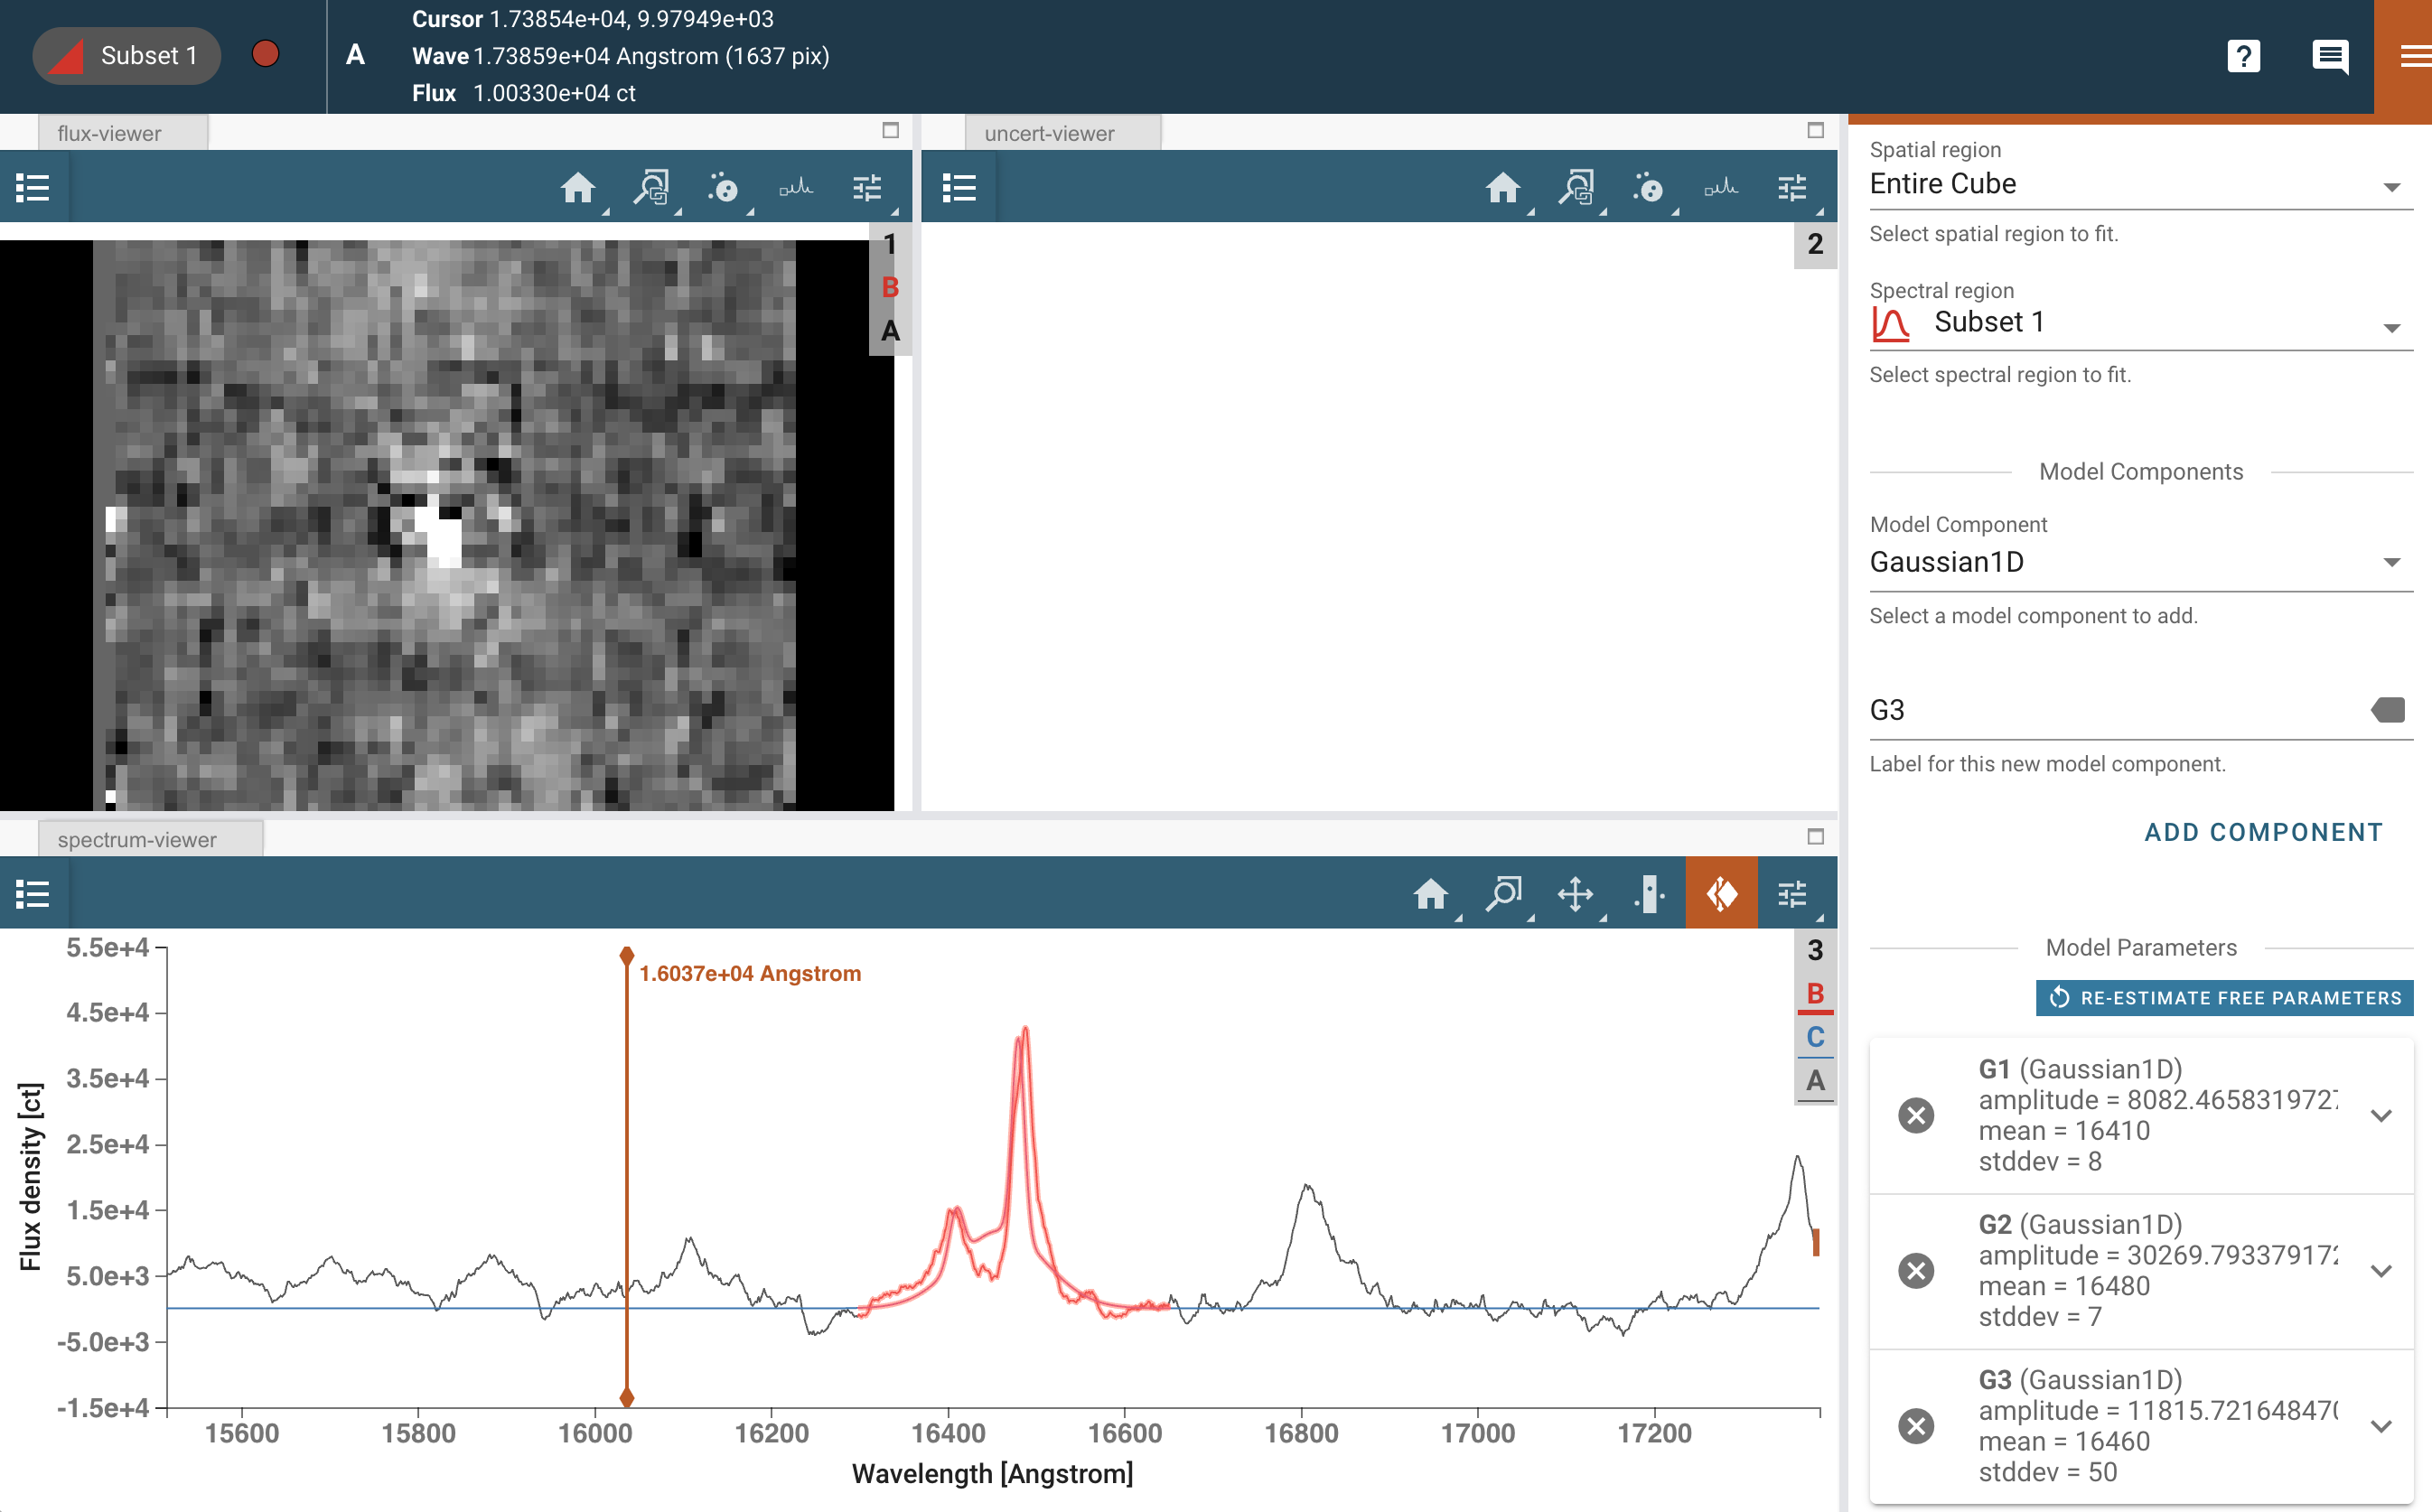 Subset 1
A
Cursor 1.73854e+04, 9.97949e+03
Wave 1.73859e+04 Angstrom (1637 pix)
Flux 1.00330e+04 ct
?
flux-viewer
1
B
A
uncert-viewer
2
spectrum-viewer
3
B
C
A
1.6037e+04 Angstrom
5.5e+4
4.5e+4
3.5e+4
2.5e+4
1.5e+4
5.0e+3
-5.0e+3
-1.5e+4
Flux density [ct]
15600 15800 16000 16200 16400 16600 16800 17000 17200
Wavelength [Angstrom]
Spatial region
Entire Cube
Select spatial region to fit.
Spectral region
Subset 1
Select spectral region to fit.
Model Components
Model Component
Gaussian1D
Select a model component to add.
G3
Label for this new model component.
ADD COMPONENT
Model Parameters
RE-ESTIMATE FREE PARAMETERS
G1 (Gaussian1D)
amplitude = 8082.465831972
mean = 16410
stddev = 8
G2 (Gaussian1D)
amplitude = 30269.79337917
mean = 16480
stddev = 7
G3 (Gaussian1D)
amplitude = 11815.72164847
mean = 16460
stddev = 50